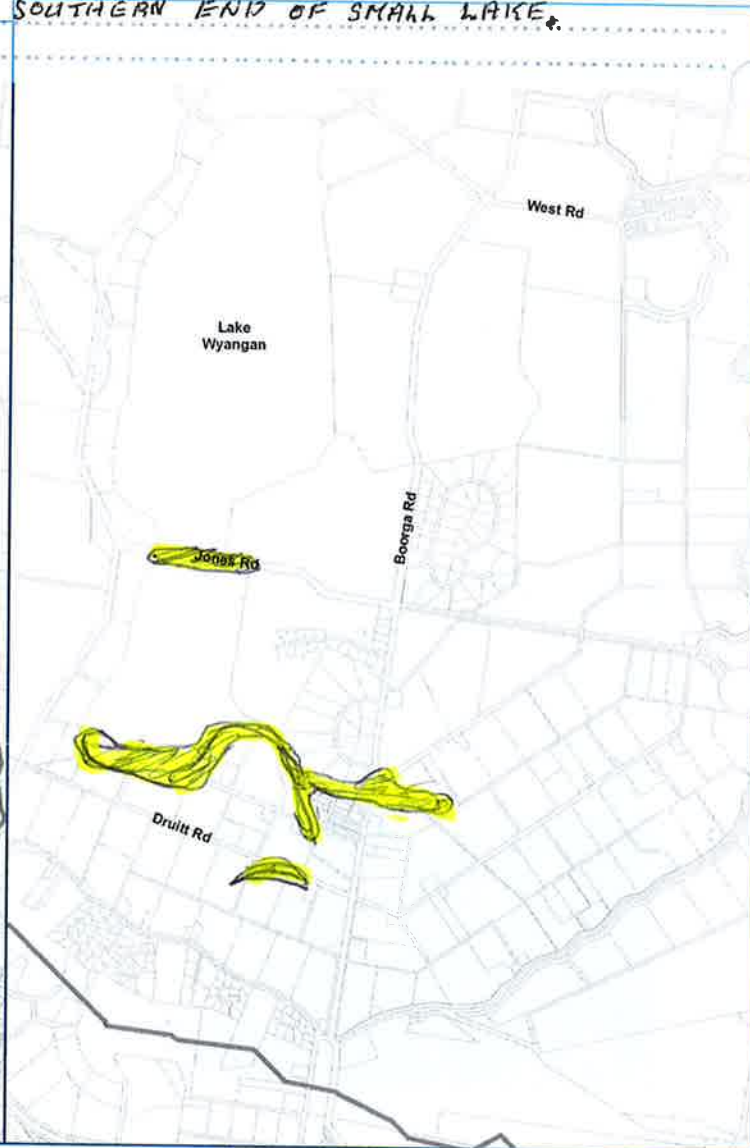 SOUTHERN END OF SMALL LAKE.
West Rd
Lake
Wyangan
Boorga Rd
Jones Rd
Druitt Rd